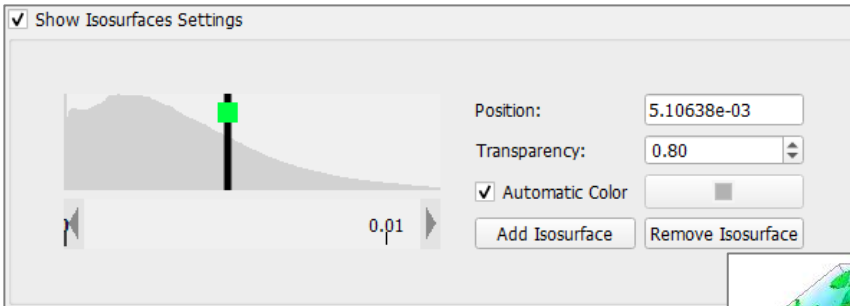 Show Isosurfaces Settings
Position: 5.10638e-03
Transparency: 0.80
Automatic Color
0.01
Add Isosurface Remove Isosurface